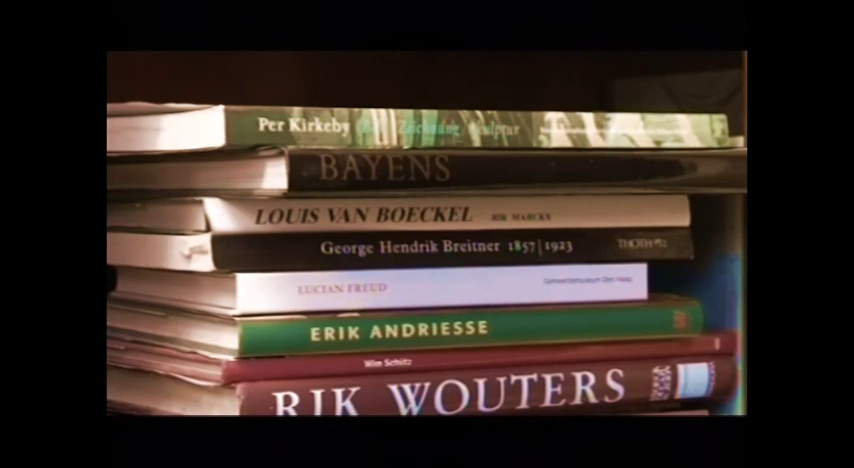 Per Kirkeby Bild Zeichnung Skulptur
BAYENS
LOUIS VAN BOECKEL RIK MARCKX
George Hendrik Breitner 1857|1923 THOTH
LUCIAN FREUD Gemeentemuseum Den Haag
ERIK ANDRIESSE
Wim Schütz
RIK WOUTERS